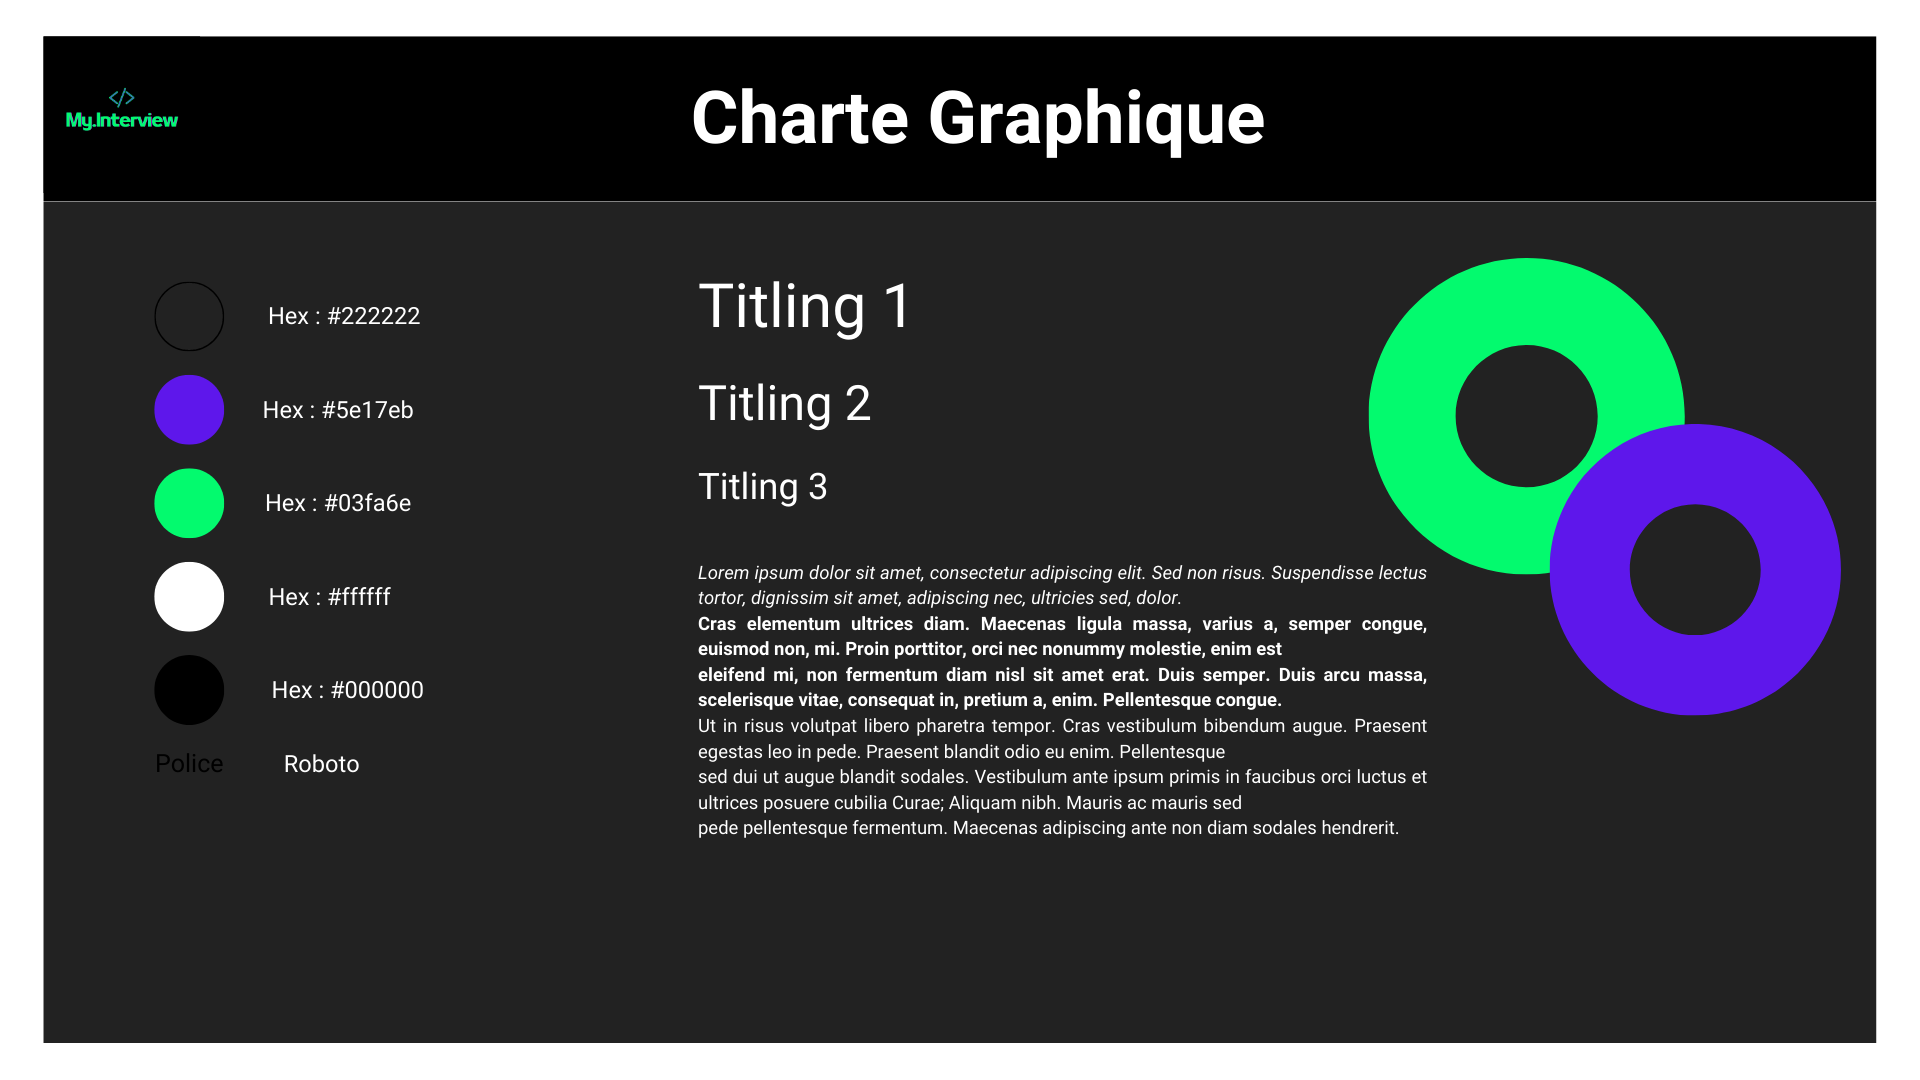 </>
My.Interview
Charte Graphique
Hex : #222222
Hex : #5e17eb
Hex : #03fa6e
Hex : #ffffff
Hex : #000000
Police Roboto
Titling 1
Titling 2
Titling 3
Lorem ipsum dolor sit amet, consectetur adipiscing elit. Sed non risus. Suspendisse lectus
tortor, dignissim sit amet, adipiscing nec, ultricies sed, dolor.
Cras elementum ultrices diam. Maecenas ligula massa, varius a, semper congue,
euismod non, mi. Proin porttitor, orci nec nonummy molestie, enim est
eleifend mi, non fermentum diam nisl sit amet erat. Duis semper. Duis arcu massa,
scelerisque vitae, consequat in, pretium a, enim. Pellentesque congue.
Ut in risus volutpat libero pharetra tempor. Cras vestibulum bibendum augue. Praesent
egestas leo in pede. Praesent blandit odio eu enim. Pellentesque
sed dui ut augue blandit sodales. Vestibulum ante ipsum primis in faucibus orci luctus et
ultrices posuere cubilia Curae; Aliquam nibh. Mauris ac mauris sed
pede pellentesque fermentum. Maecenas adipiscing ante non diam sodales hendrerit.